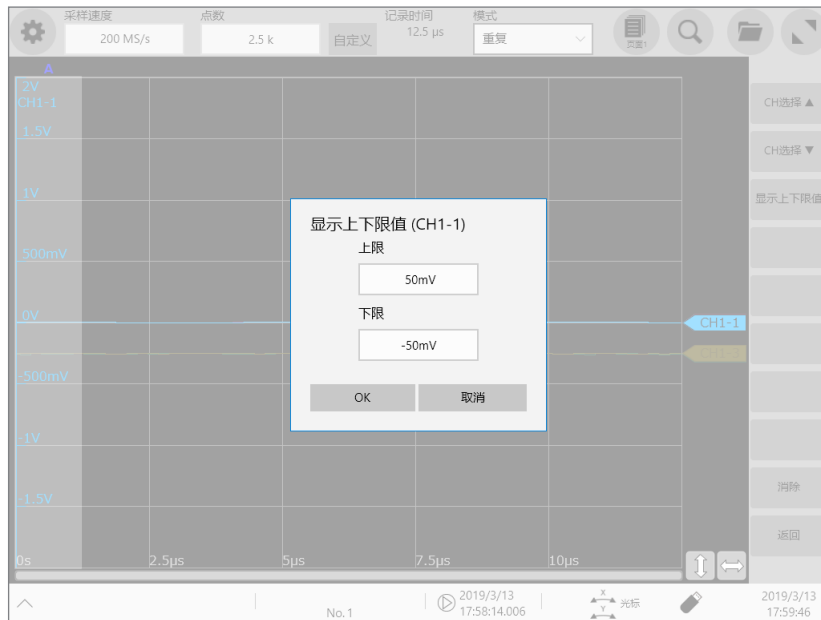 采样速度
点数
记录时间
模式
200 MS/s
2.5 k
自定义
12.5 µs
重复
页面1
A
2V
CH1-1
1.5V
1V
500mV
0V
-500mV
-1V
-1.5V
0s
2.5µs
5µs
7.5µs
10µs
CH1-1
显示上下限值 (CH1-1)
上限
50mV
下限
-50mV
OK
取消
CH选择 ▲
CH选择 ▼
显示上下限值
消除
返回
No. 1
2019/3/13
17:58:14.006
X
Y
光标
2019/3/13
17:59:46